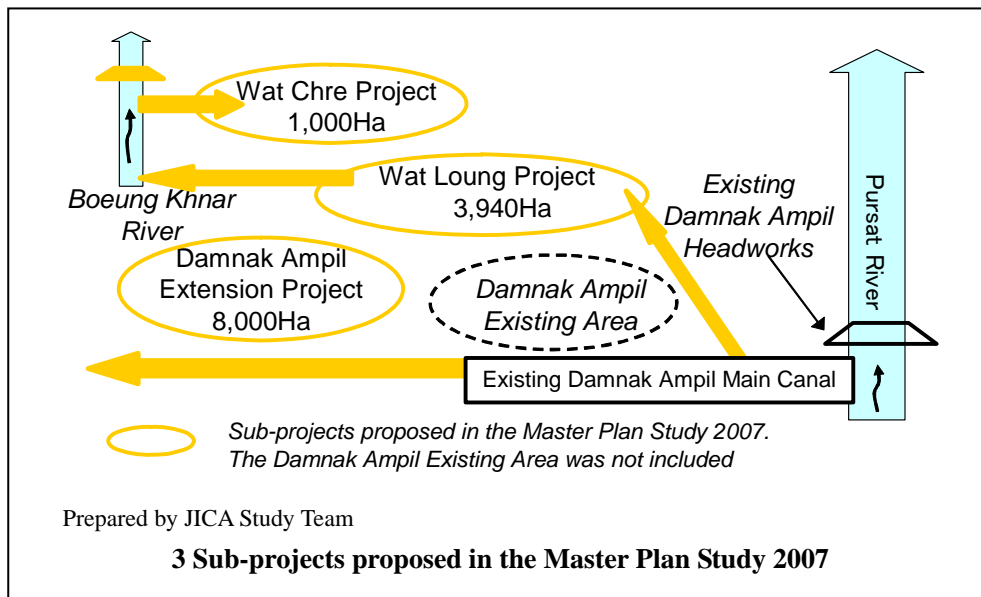 Wat Chre Project
1,000Ha
Boeung Khnar
River
Wat Loung Project
3,940Ha
Existing
Damnak Ampil
Headworks
Pursat River
Damnak Ampil
Extension Project
8,000Ha
Damnak Ampil
Existing Area
Existing Damnak Ampil Main Canal
Sub-projects proposed in the Master Plan Study 2007.
The Damnak Ampil Existing Area was not included
Prepared by JICA Study Team
3 Sub-projects proposed in the Master Plan Study 2007